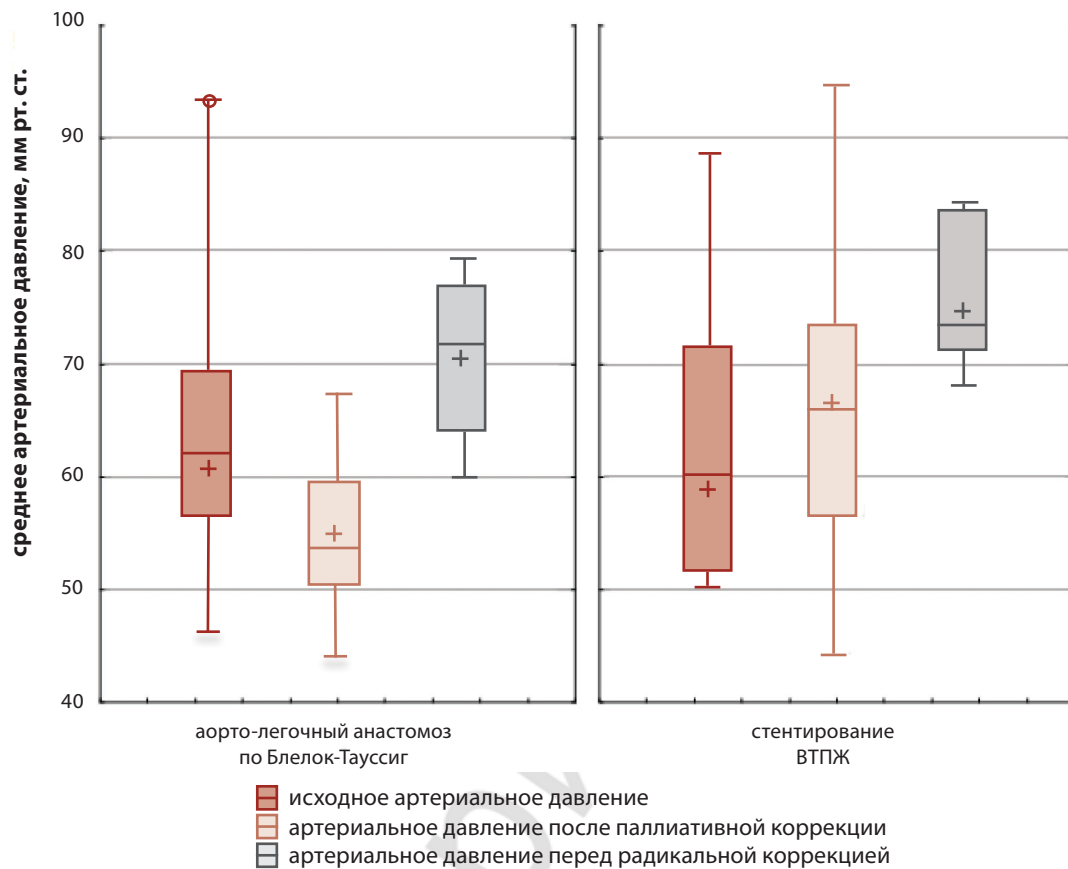 среднее артериальное давление, мм рт. ст.
100
90
80
70
60
50
40
аорто-легочный анастомоз
по Блелок-Тауссиг
стентирование
ВТПЖ
исходное артериальное давление
артериальное давление после паллиативной коррекции
артериальное давление перед радикальной коррекцией